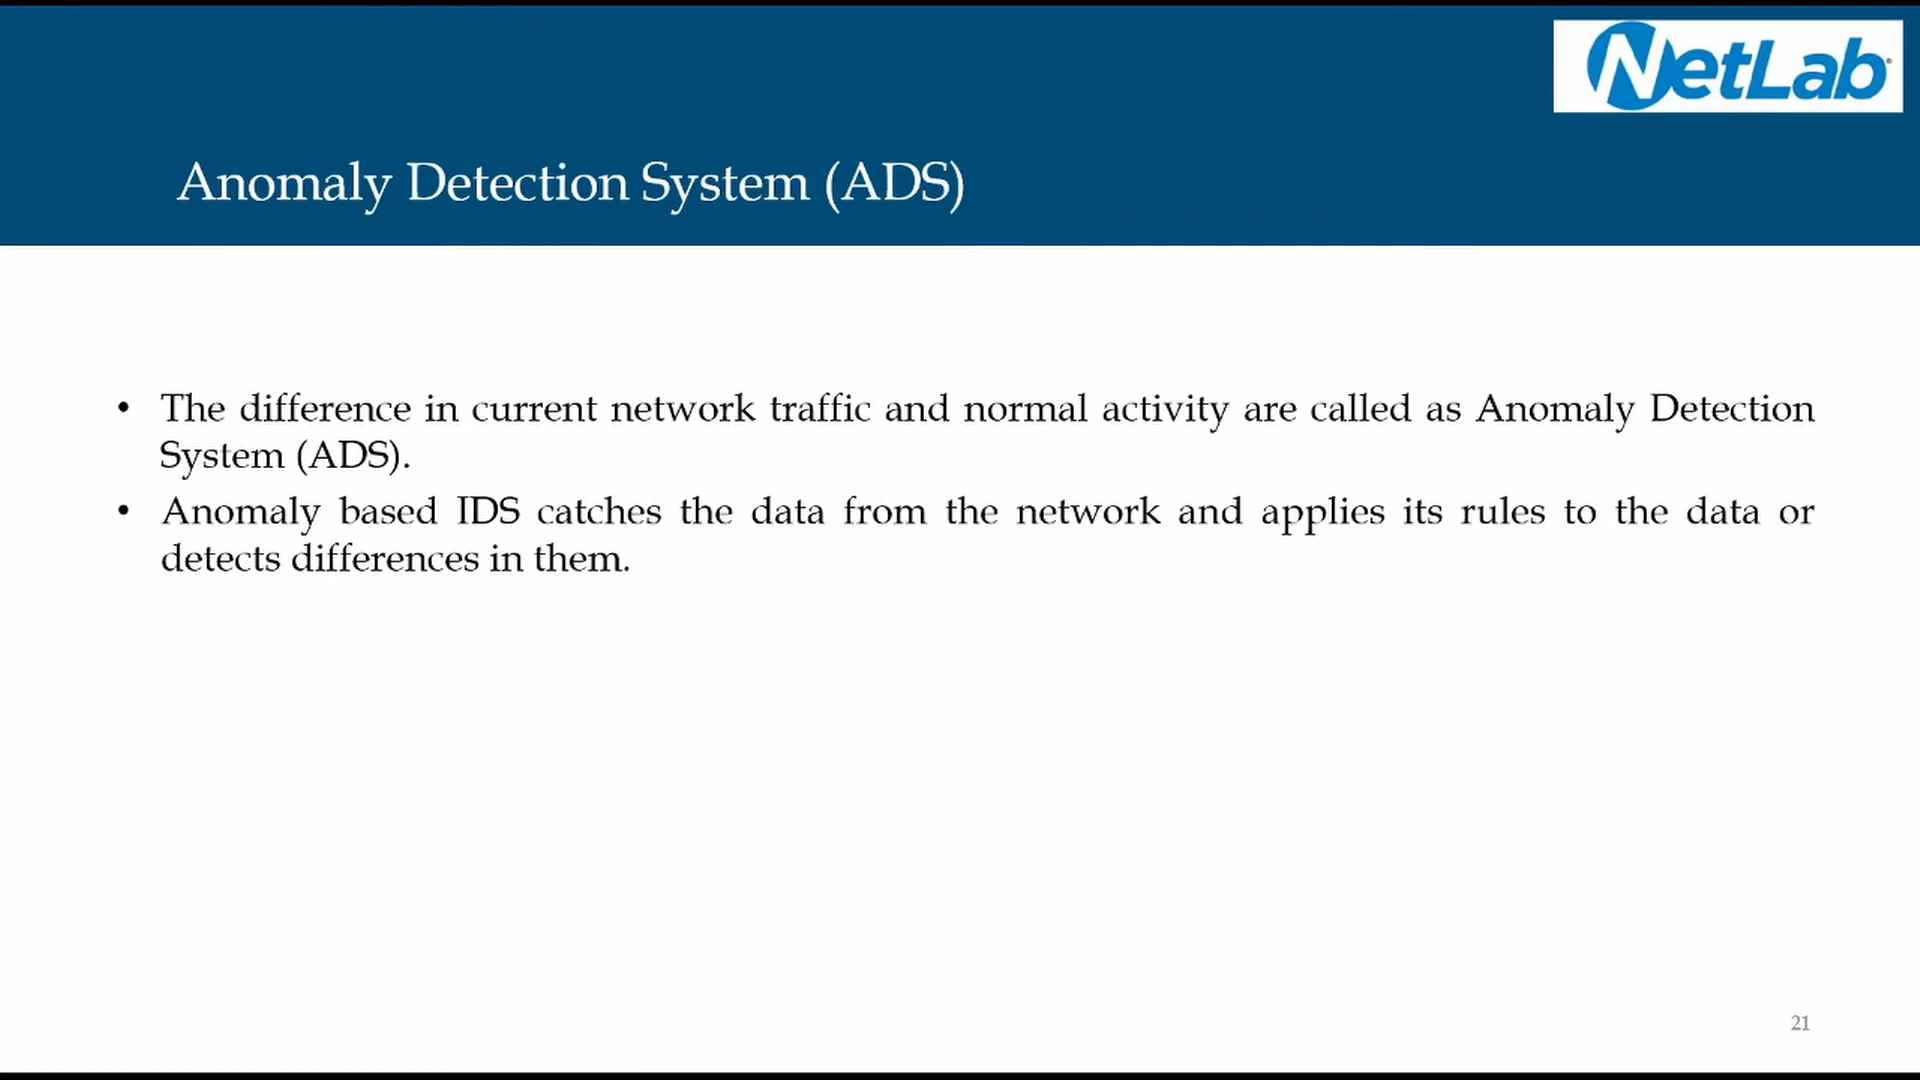 NetLab
Anomaly Detection System (ADS)
• The difference in current network traffic and normal activity are called as Anomaly Detection
System (ADS).
• Anomaly based IDS catches the data from the network and applies its rules to the data or
detects differences in them.
21